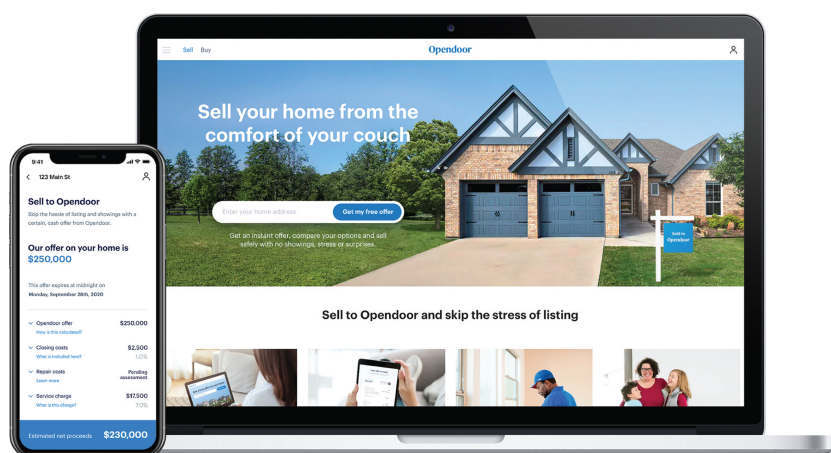 Sell Buy
Opendoor
Sell your home from the
comfort of your couch
Enter your home address
Get my free offer
Get an instant offer, compare your options and sell
safely with no showings, stress or surprises.
Sold to
Opendoor
Sell to Opendoor and skip the stress of listing
9:41
123 Main St
Sell to Opendoor
Skip the hassle of listing and showings with a
certain, cash offer from Opendoor.
Our offer on your home is
$250,000
This offer expires at midnight on
Monday, September 28th, 2020
Opendoor offer $250,000
How is this calculated?
Closing costs $2,500
What is included here? 1.0%
Repair costs Pending
Learn more assessment
Service charge $17,500
What is this charge? 7.0%
Estimated net proceeds $230,000